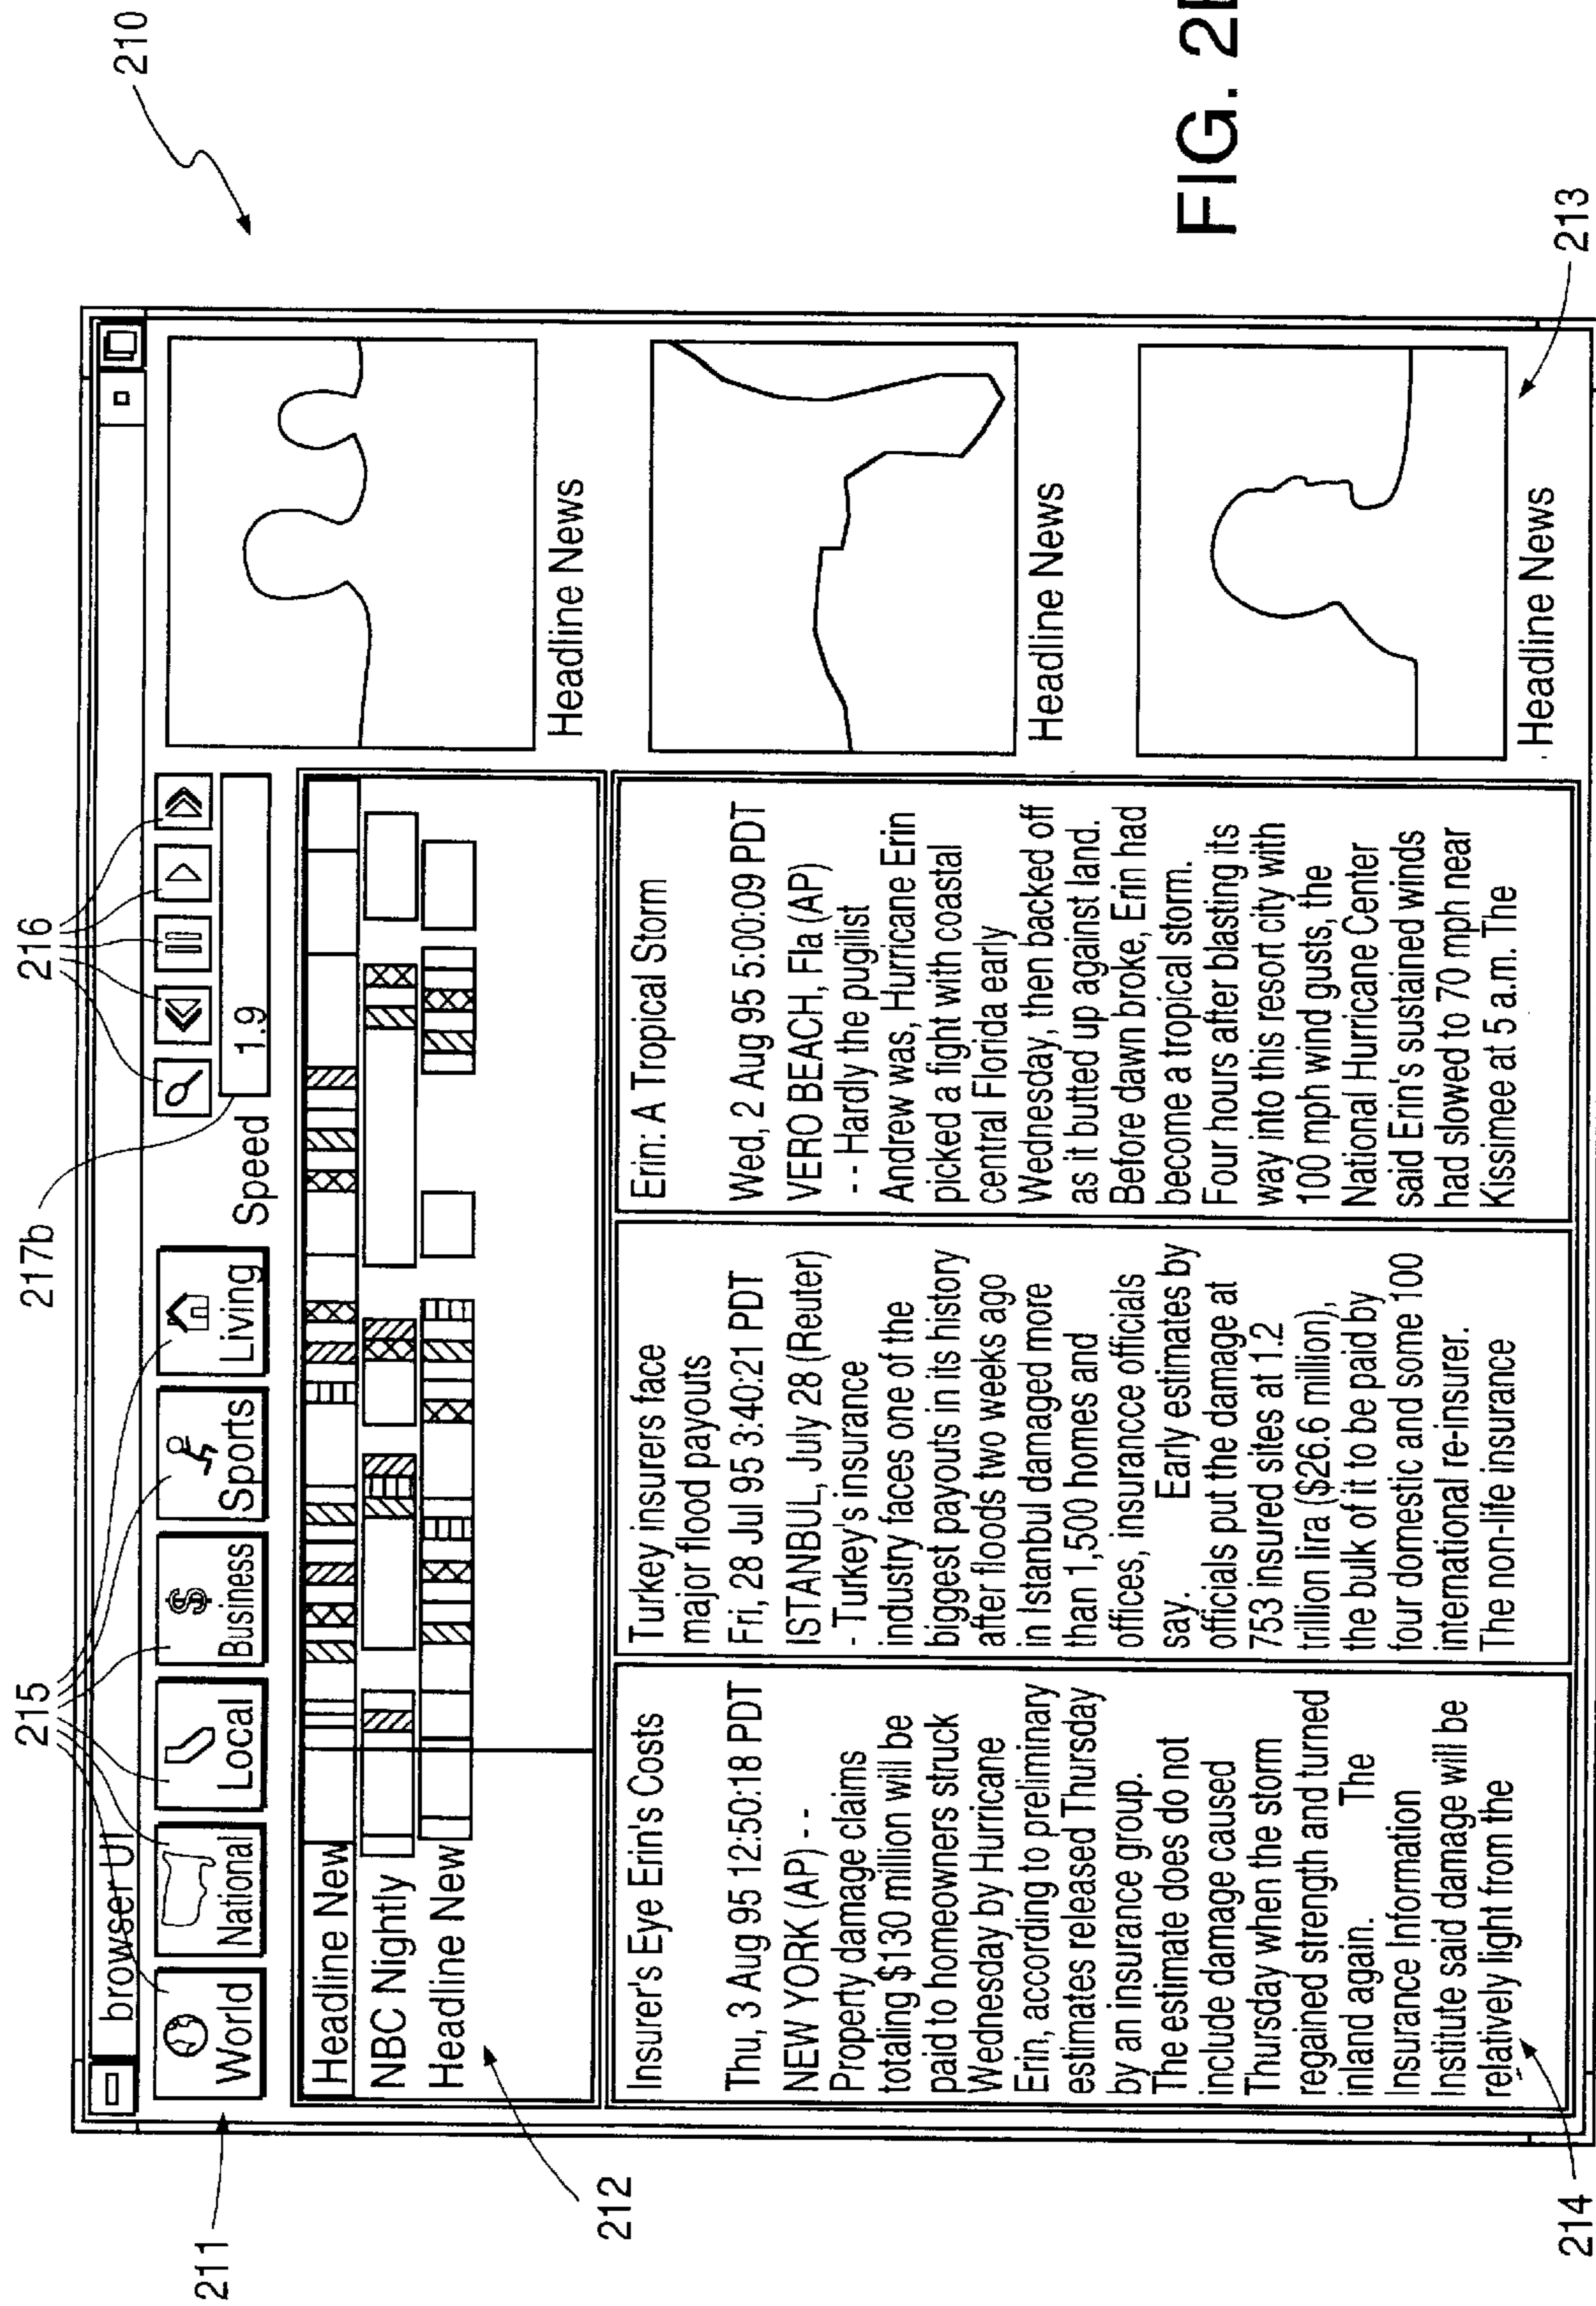 210
216
217b
215
211
browser UI
World
National
Local
Business
$
Sports
Living
Speed
1.9
Headline New
NBC Nightly
Headline New
212
Headline News
Headline News
Headline News
213
Insurer's Eye Erin's Costs
Thu, 3 Aug 95 12:50:18 PDT
NEW YORK (AP) - -
Property damage claims
totaling $130 million will be
paid to homeowners struck
Wednesday by Hurricane
Erin, according to preliminary
estimates released Thursday
by an insurance group.
The estimate does do not
include damage caused
Thursday when the storm
regained strength and turned
inland again. The
Insurance Information
Institute said damage will be
relatively light from the
214
Turkey insurers face
major flood payouts
Fri, 28 Jul 95 3:40:21 PDT
ISTANBUL, July 28 (Reuter)
- Turkey's insurance
industry faces one of the
biggest payouts in its history
after floods two weeks ago
in Istanbul damaged more
than 1,500 homes and
offices, insurancce officials
say. Early estimates by
officials put the damage at
753 insured sites at 1.2
trillion lira ($26.6 million),
the bulk of it to be paid by
four domestic and some 100
international re-insurer.
The non-life insurance
Erin: A Tropical Storm
Wed, 2 Aug 95 5:00:09 PDT
VERO BEACH, Fla (AP)
- - Hardly the pugilist
Andrew was, Hurricane Erin
picked a fight with coastal
central Florida early
Wednesday, then backed off
as it butted up against land.
Before dawn broke, Erin had
become a tropical storm.
Four hours after blasting its
way into this resort city with
100 mph wind gusts, the
National Hurricane Center
said Erin's sustained winds
had slowed to 70 mph near
Kissimee at 5 a.m. The
FIG.